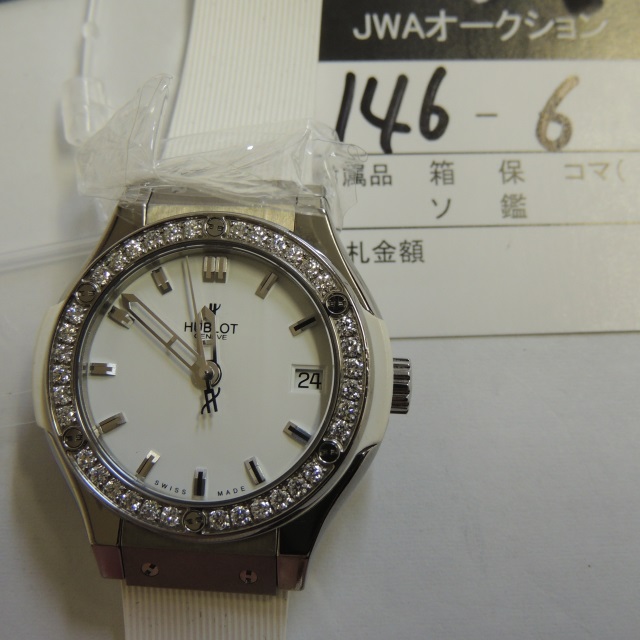 JWAオークション
146-6
属品 箱 保 コマ(
ソ 鑑
札金額
HUBLOT
GENEVE
24
SWISS MADE